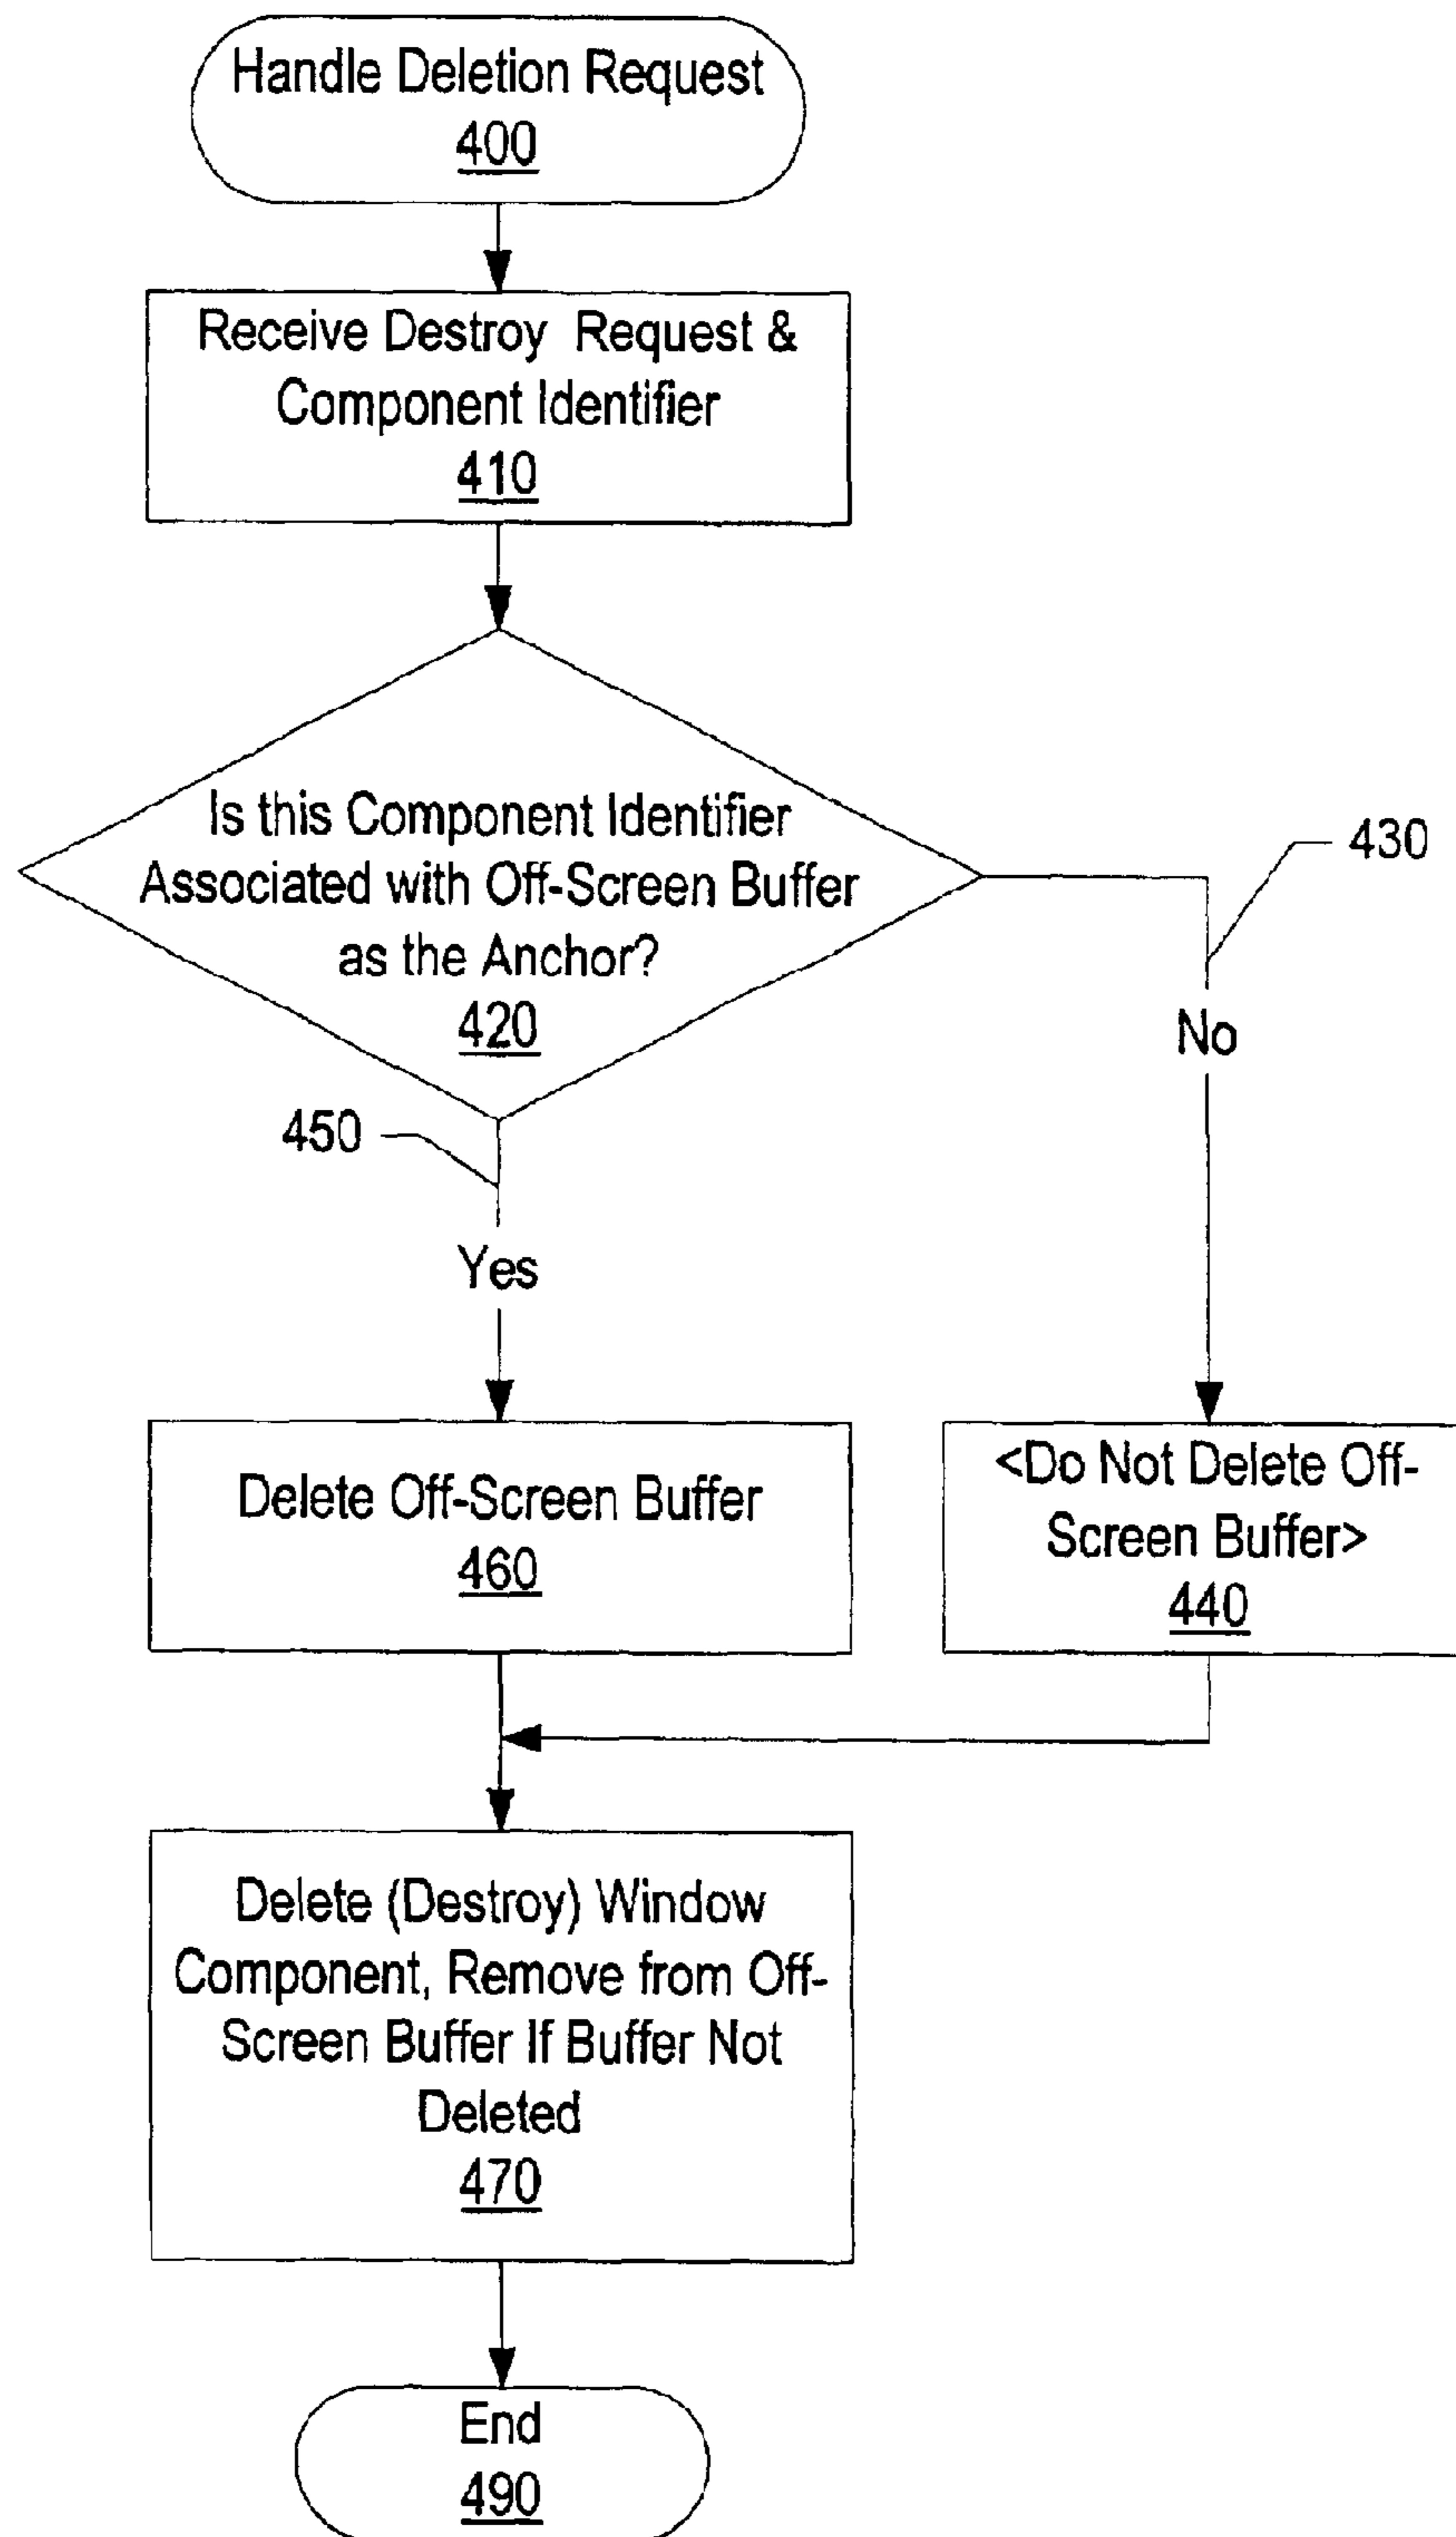 Handle Deletion Request
400
Receive Destroy Request &
Component Identifier
410
Is this Component Identifier
Associated with Off-Screen Buffer
as the Anchor?
420
430
No
450
Yes
Delete Off-Screen Buffer
460
<Do Not Delete Off-
Screen Buffer>
440
Delete (Destroy) Window
Component, Remove from Off-
Screen Buffer If Buffer Not
Deleted
470
End
490